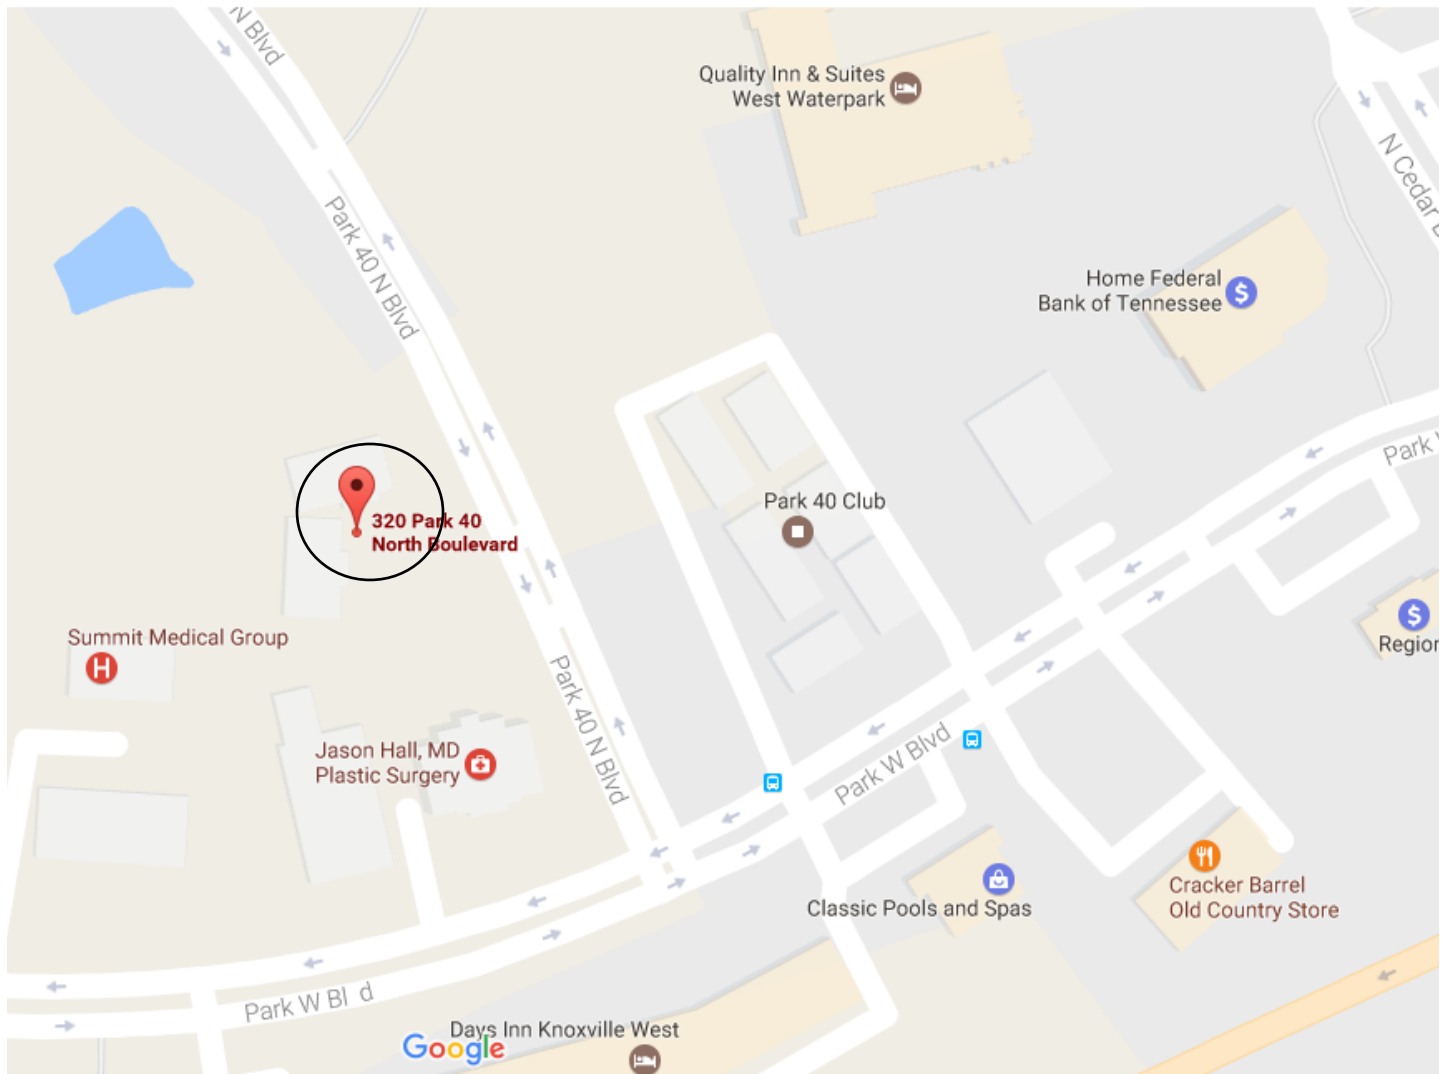 N Blvd
Quality Inn & Suites
West Waterpark
N Cedar
Park 40 N Blvd
Home Federal
Bank of Tennessee
Park
Park 40 Club
320 Park 40
North Boulevard
Summit Medical Group
Region
Park 40 N Blvd
Jason Hall, MD
Plastic Surgery
Park W Blvd
Cracker Barrel
Old Country Store
Classic Pools and Spas
Park W Bl d
Days Inn Knoxville West
Google